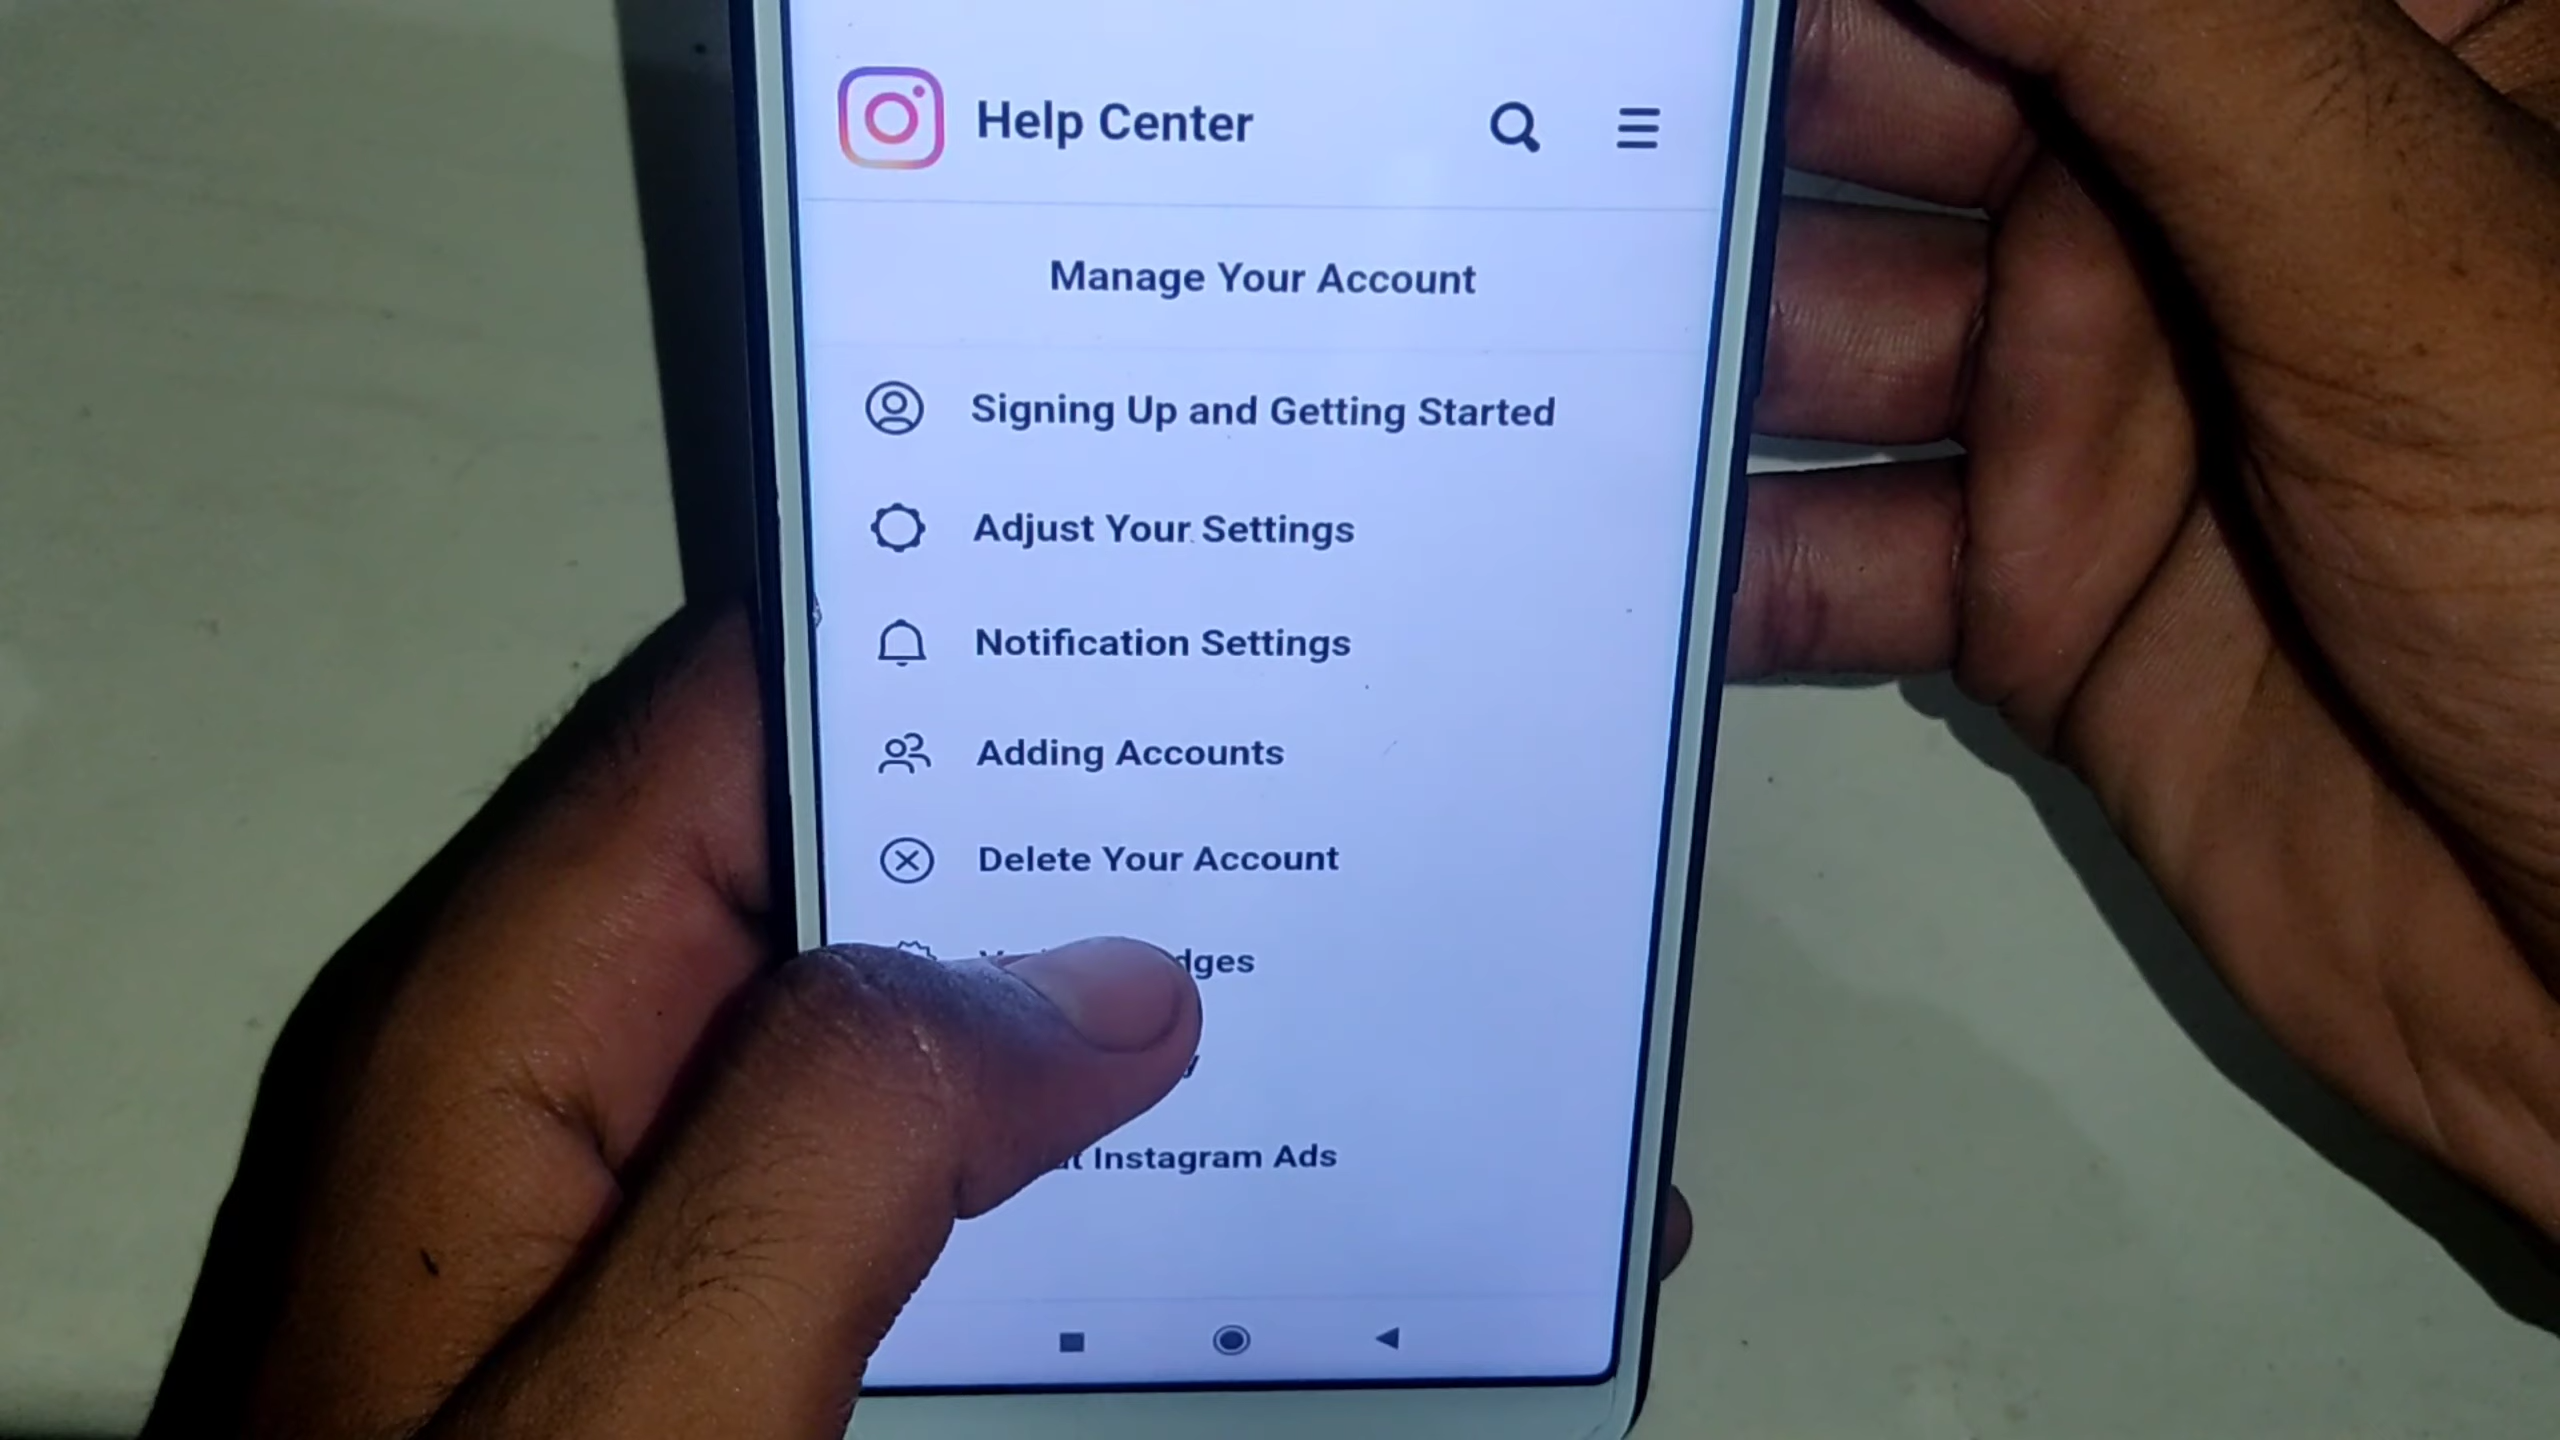 Help Center
Manage Your Account
Signing Up and Getting Started
Adjust Your Settings
Notification Settings
Adding Accounts
Delete Your Account
Instagram Ads